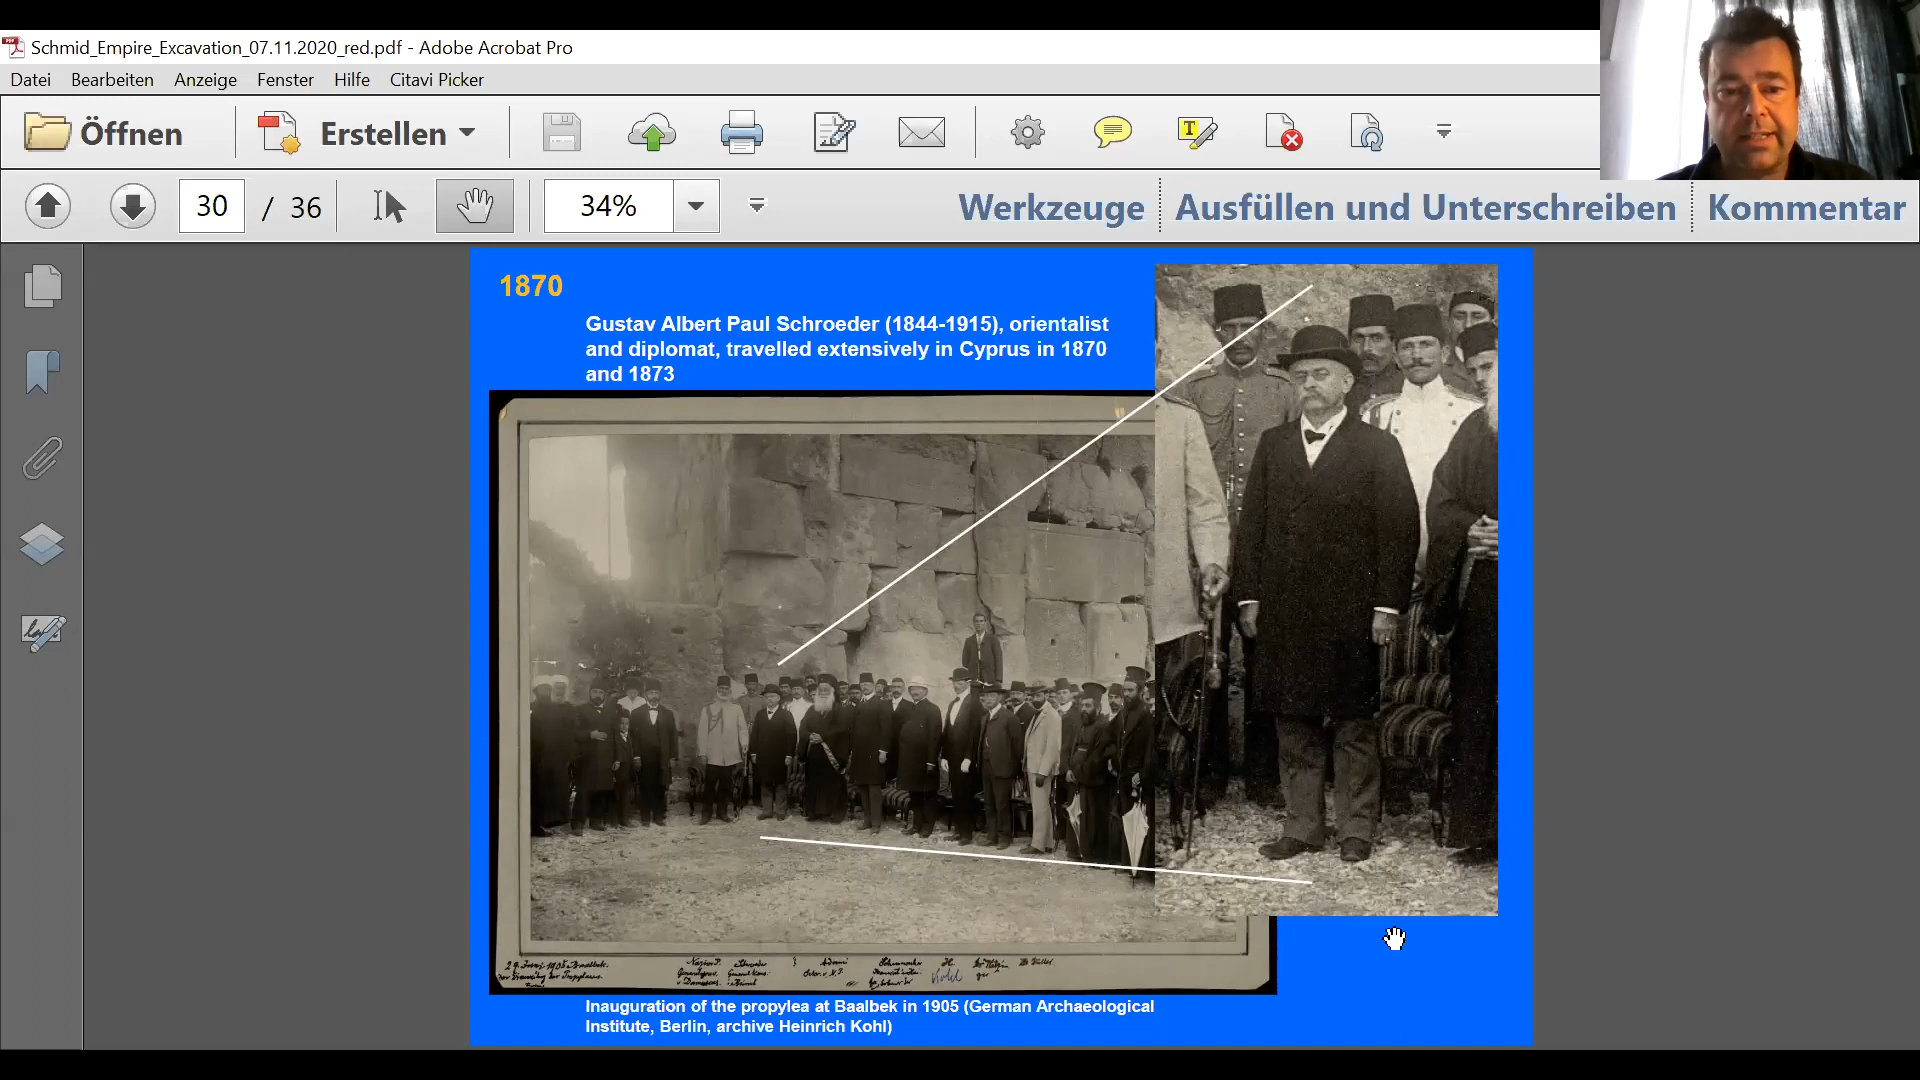 Schmid_Empire_Excavation_07.11.2020_red.pdf - Adobe Acrobat Pro
Datei Bearbeiten Anzeige Fenster Hilfe Citavi Picker
Öffnen Erstellen
30 / 36 34% Werkzeuge Ausfüllen und Unterschreiben Kommentar
1870
Gustav Albert Paul Schroeder (1844-1915), orientalist
and diplomat, travelled extensively in Cyprus in 1870
and 1873
Kohl
Inauguration of the propylea at Baalbek in 1905 (German Archaeological
Institute, Berlin, archive Heinrich Kohl)